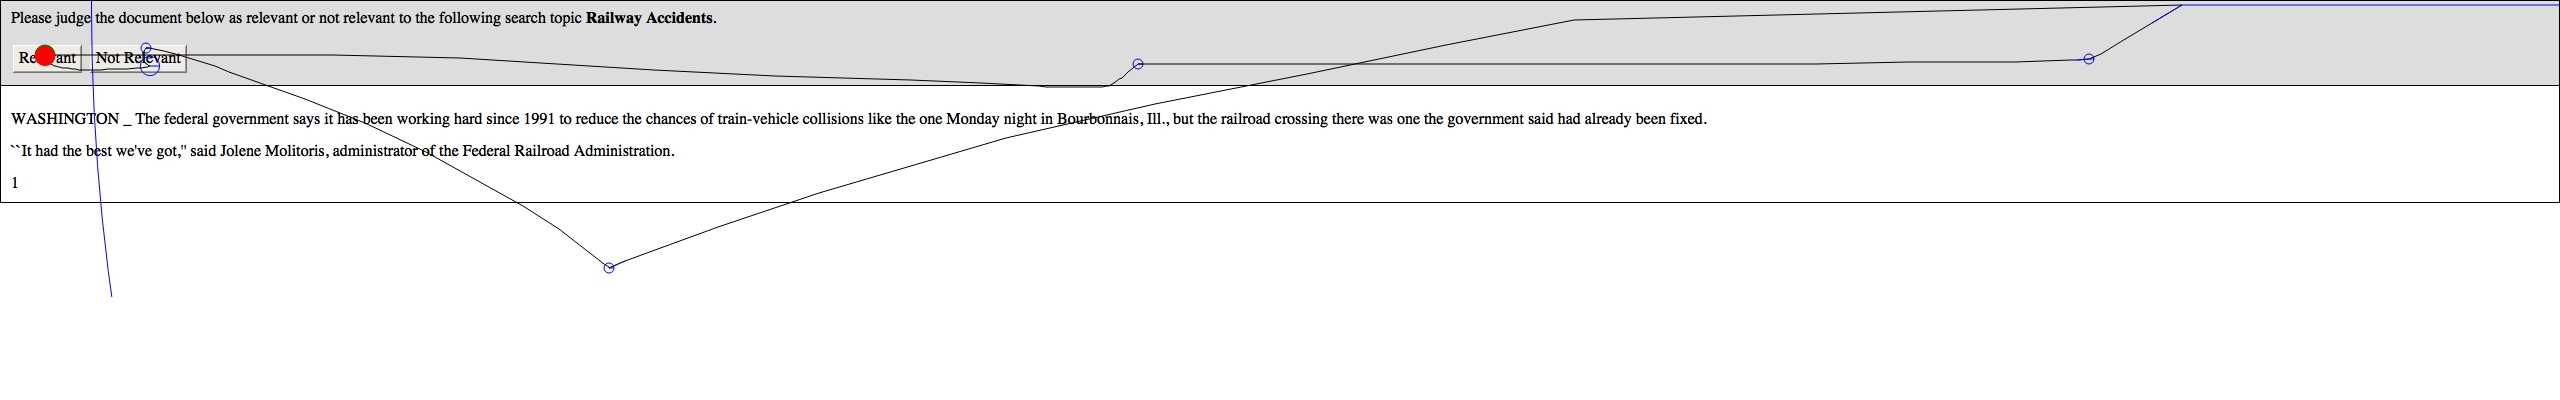 Please judge the document below as relevant or not relevant to the following search topic Railway Accidents.
Relevant Not Relevant
WASHINGTON _ The federal government says it has been working hard since 1991 to reduce the chances of train-vehicle collisions like the one Monday night in Bourbonnais, Ill., but the railroad crossing there was one the government said had already been fixed.
``It had the best we've got,'' said Jolene Molitoris, administrator of the Federal Railroad Administration.
1